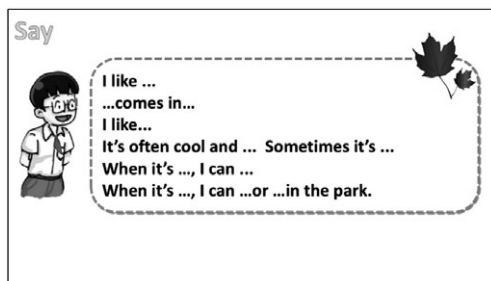 Say
I like ...
...comes in...
I like...
It's often cool and ...  Sometimes it's ...
When it's ..., I can ...
When it's ..., I can ...or ...in the park.